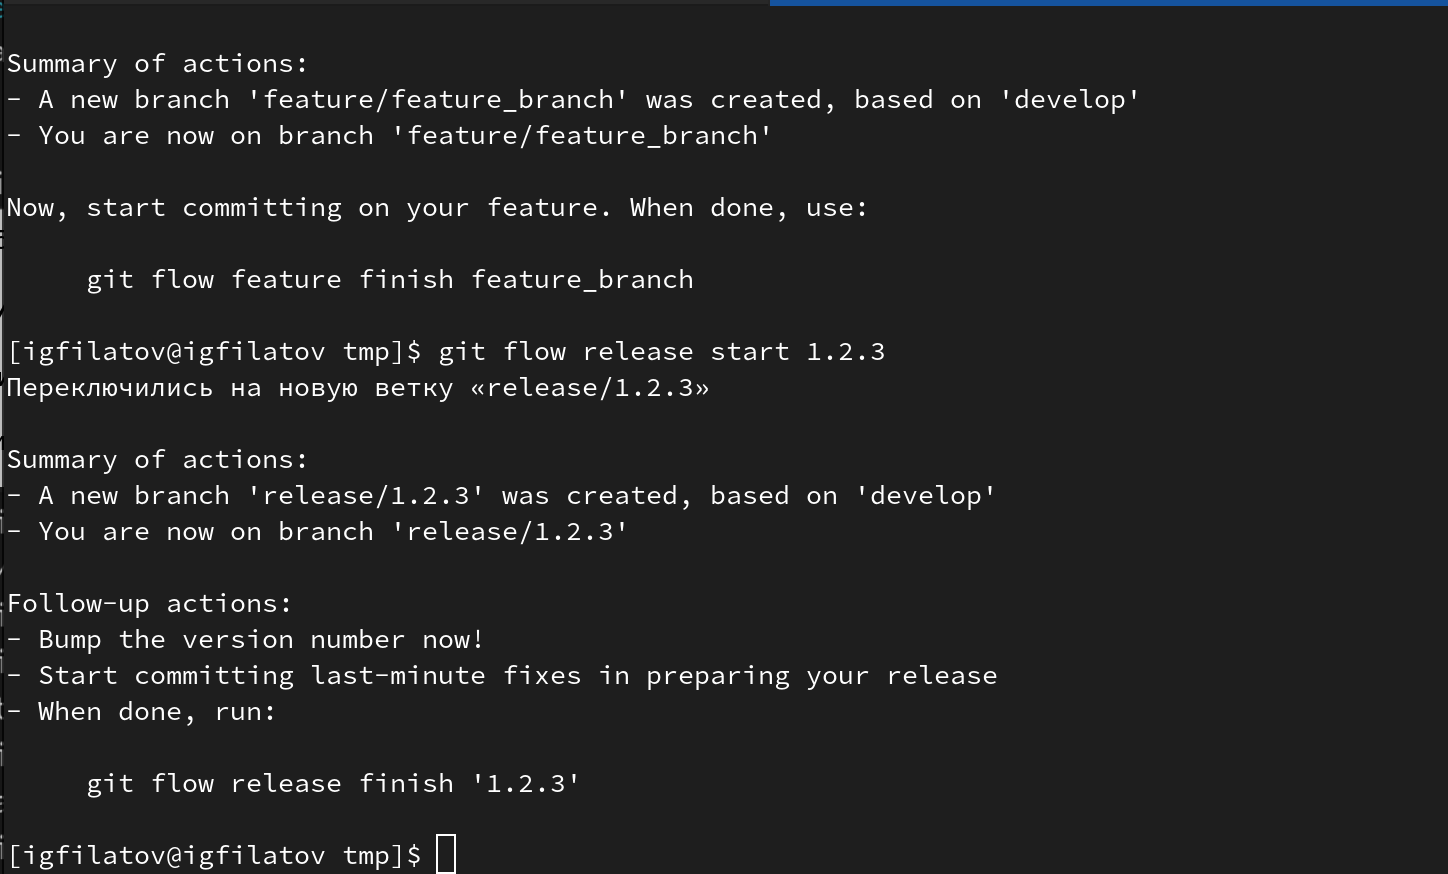 Summary of actions:
- A new branch 'feature/feature_branch' was created, based on 'develop'
- You are now on branch 'feature/feature_branch'
Now, start committing on your feature. When done, use:
git flow feature finish feature_branch
[igfilatov@igfilatov tmp]$ git flow release start 1.2.3
Переключились на новую ветку «release/1.2.3»
Summary of actions:
- A new branch 'release/1.2.3' was created, based on 'develop'
- You are now on branch 'release/1.2.3'
Follow-up actions:
- Bump the version number now!
- Start committing last-minute fixes in preparing your release
- When done, run:
git flow release finish '1.2.3'
[igfilatov@igfilatov tmp]$